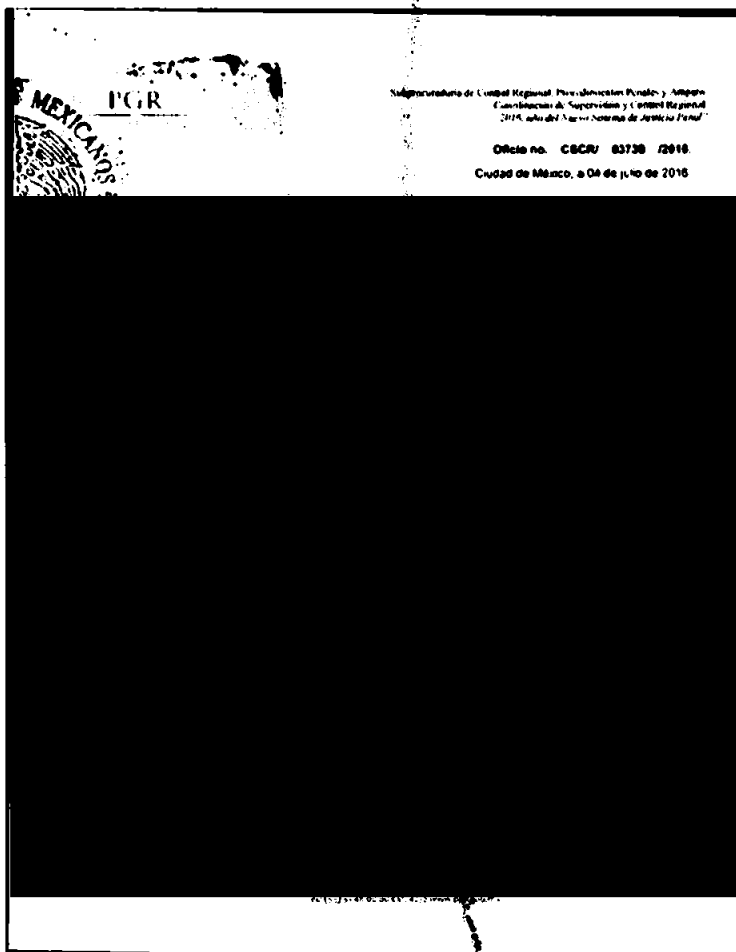 MEXICANOS
PGR
Subprocuraduría de Control Regional, Procedimientos Penales y Amparo
Coordinación de Supervisión y Control Regional
"2016, año del Nuevo Sistema de Justicia Penal"
Oficio no. CSCR/ 03738 /2016.
Ciudad de México, a 04 de julio de 2016